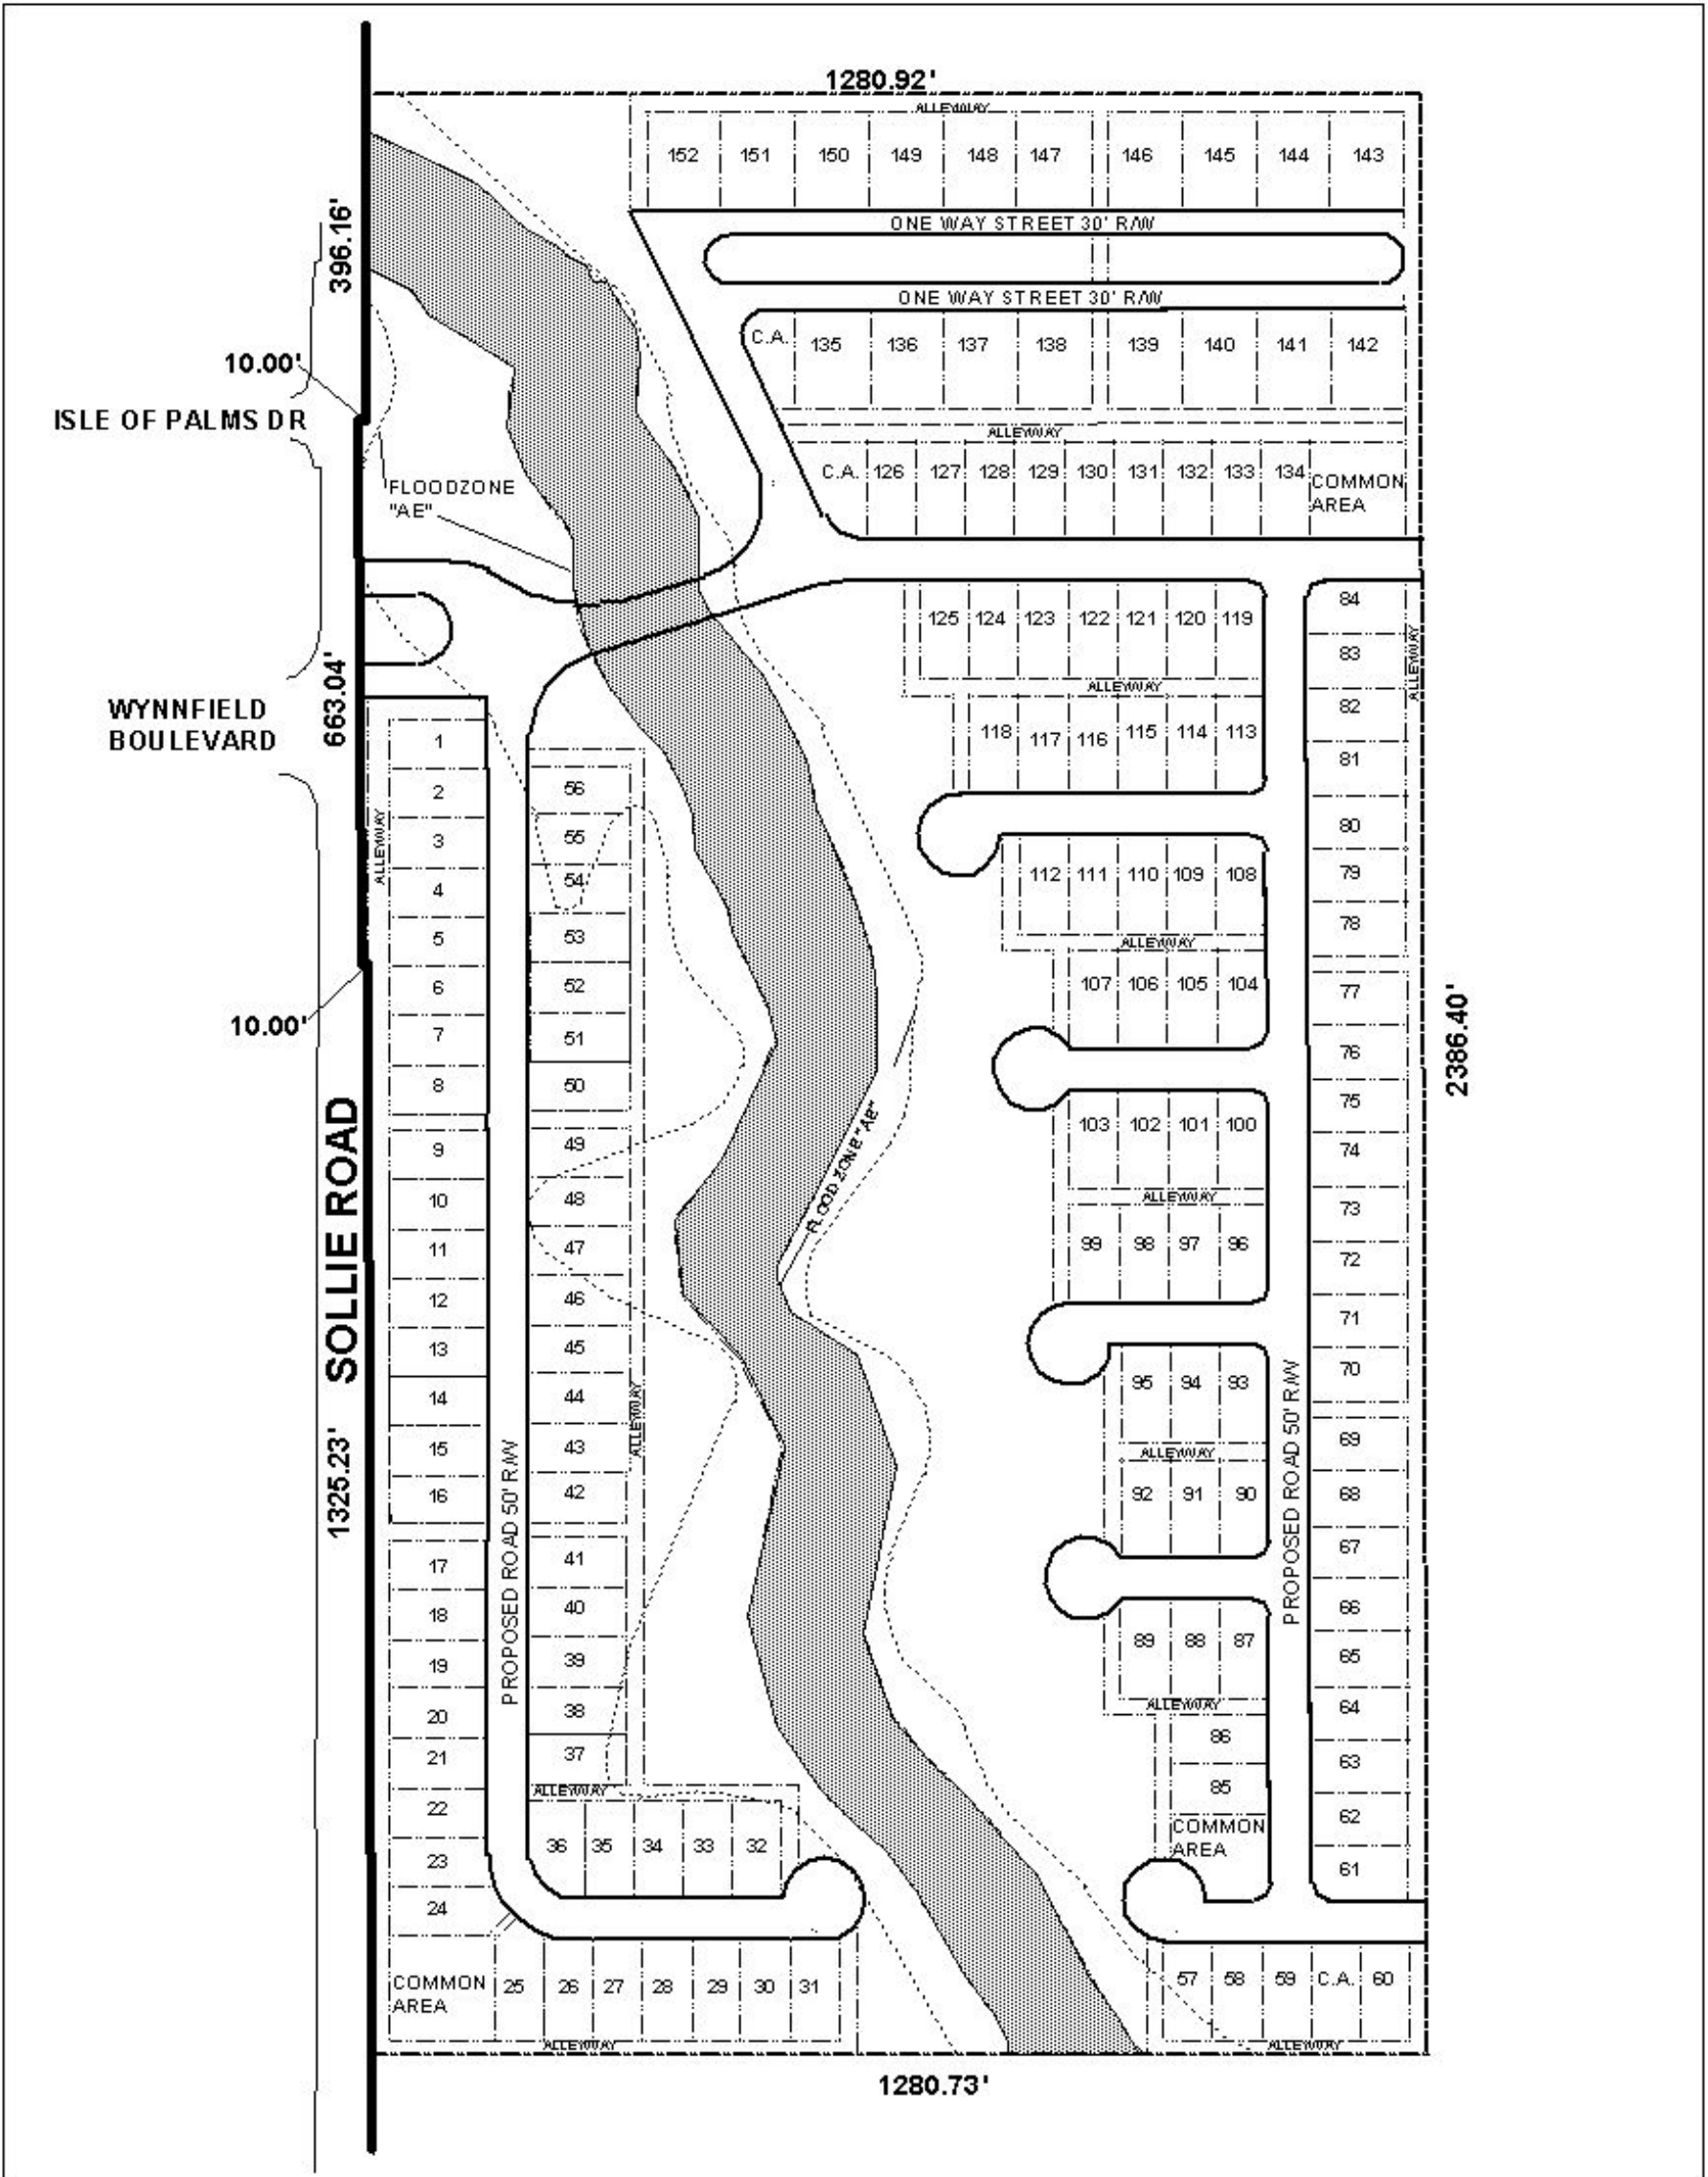 1280.92'
ALLEYWAY
152 151 150 149 148 147 146 145 144 143
ONE WAY STREET 30' R/W
ONE WAY STREET 30' R/W
396.16'
10.00'
ISLE OF PALMS DR
C.A. 135 136 137 138 139 140 141 142
ALLEYWAY
C.A. 126 127 128 129 130 131 132 133 134 COMMON
AREA
FLOODZONE
"AE"
125 124 123 122 121 120 119
ALLEYWAY
118 117 116 115 114 113
84
83
82
81
80
79
78
77
76
75
74
73
72
71
70
69
68
67
66
65
64
63
62
61
ALLEYWAY
663.04'
WYNNFIELD
BOULEVARD
1
2
3
4
5
6
7
8
9
10
11
12
13
14
15
16
17
18
19
20
21
22
23
24
ALLEYWAY
56
55
54
53
52
51
50
49
48
47
46
45
44
43
42
41
40
39
38
37
ALLEYWAY
10.00'
SOLLIE ROAD
1325.23'
PROPOSED ROAD 50' R/W
FLOOD ZONE "AE"
112 111 110 109 108
ALLEYWAY
107 106 105 104
103 102 101 100
ALLEYWAY
99 98 97 96
95 94 93
ALLEYWAY
92 91 90
89 88 87
ALLEYWAY
86
85
COMMON
AREA
PROPOSED ROAD 50' R/W
2386.40'
ALLEYWAY
36 35 34 33 32
COMMON
AREA
25 26 27 28 29 30 31
ALLEYWAY
57 58 59 C.A. 60
ALLEYWAY
1280.73'